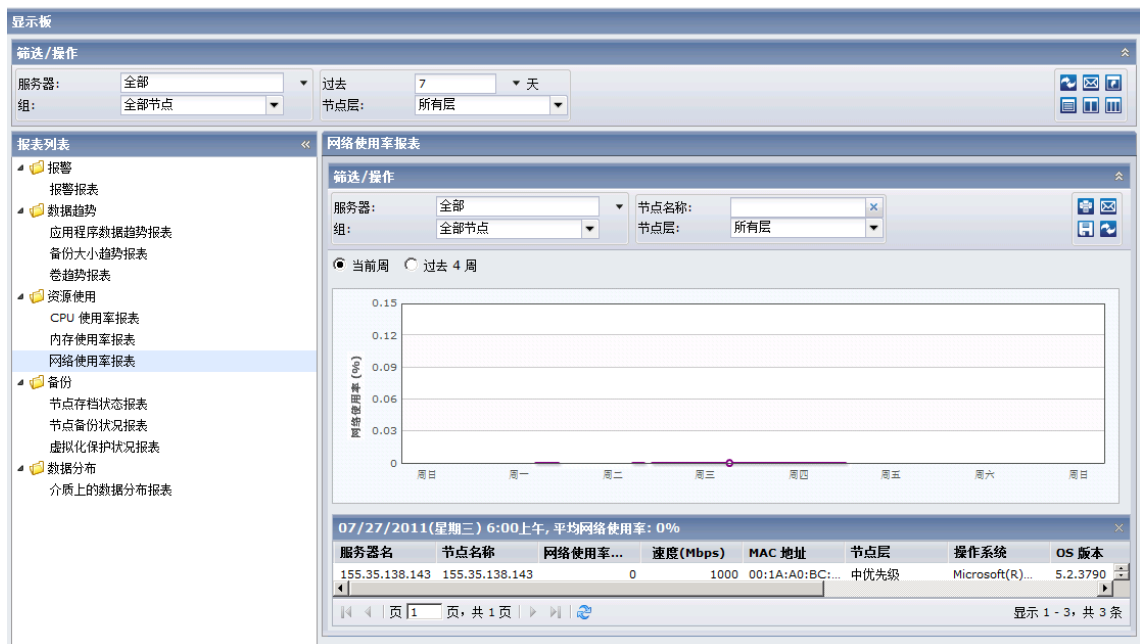 显示板
筛选/操作
服务器: 全部 过去 7 天
组: 全部节点 节点层: 所有层
报表列表
报警
报警报表
数据趋势
应用程序数据趋势报表
备份大小趋势报表
卷趋势报表
资源使用
CPU 使用率报表
内存使用率报表
网络使用率报表
备份
节点存档状态报表
节点备份状况报表
虚拟化保护状况报表
数据分布
介质上的数据分布报表
网络使用率报表
筛选/操作
服务器: 全部 节点名称:
组: 全部节点 节点层: 所有层
当前周 过去 4 周
网络使用率 (%)
0.15
0.12
0.09
0.06
0.03
0
周日 周一 周二 周三 周四 周五 周六 周日
07/27/2011(星期三) 6:00上午, 平均网络使用率: 0%
服务器名 节点名称 网络使用率... 速度(Mbps) MAC 地址 节点层 操作系统 OS 版本
155.35.138.143 155.35.138.143 0 1000 00:1A:A0:BC:... 中优先级 Microsoft(R)... 5.2.3790
页 1 页，共 1 页 显示 1 - 3，共 3 条